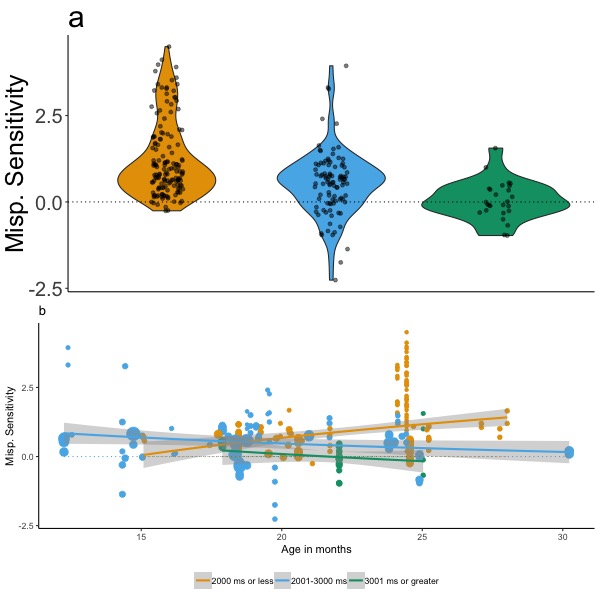 a
Misp. Sensitivity
2.5
0.0
-2.5
b
Misp. Sensitivity
2.5
0.0
-2.5
15 20 25 30
Age in months
2000 ms or less 2001-3000 ms 3001 ms or greater